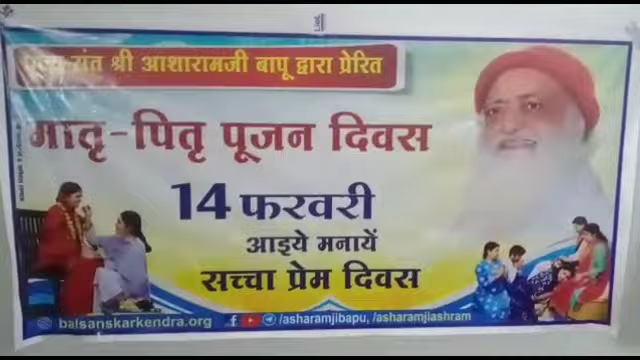 संत श्री आशारामजी बापू द्वारा प्रेरित
मातृ-पितृ पूजन दिवस
14 फरवरी
आइये मनायें
सच्चा प्रेम दिवस
balsanskarkendra.org /asharamjibapu, /asharamjiashram